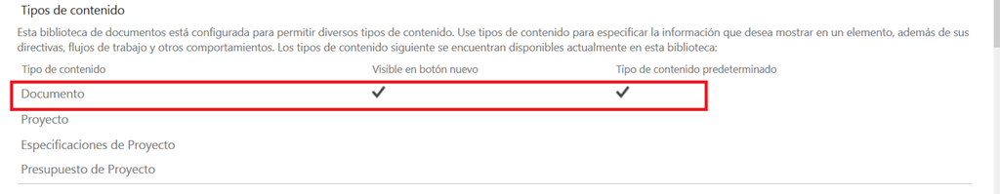 Tipos de contenido
Esta biblioteca de documentos está configurada para permitir diversos tipos de contenido. Use tipos de contenido para especificar la información que desea mostrar en un elemento, además de sus
directivas, flujos de trabajo y otros comportamientos. Los tipos de contenido siguiente se encuentran disponibles actualmente en esta biblioteca:
Tipo de contenido Visible en botón nuevo Tipo de contenido predeterminado
Documento ✓ ✓
Proyecto
Especificaciones de Proyecto
Presupuesto de Proyecto